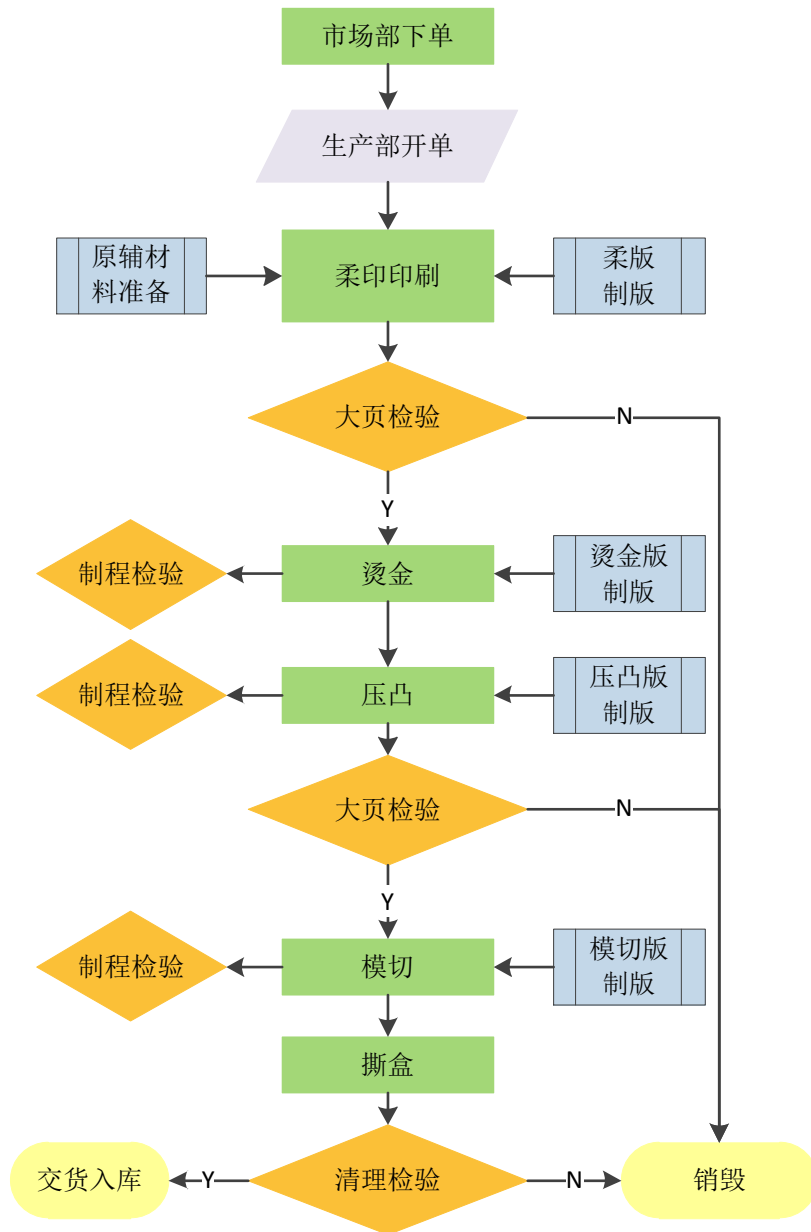 市场部下单
生产部开单
原辅材
料准备
柔印印刷
柔版
制版
大页检验
N
Y
制程检验
烫金
烫金版
制版
制程检验
压凸
压凸版
制版
大页检验
N
Y
制程检验
模切
模切版
制版
撕盒
交货入库
Y
清理检验
N
销毁